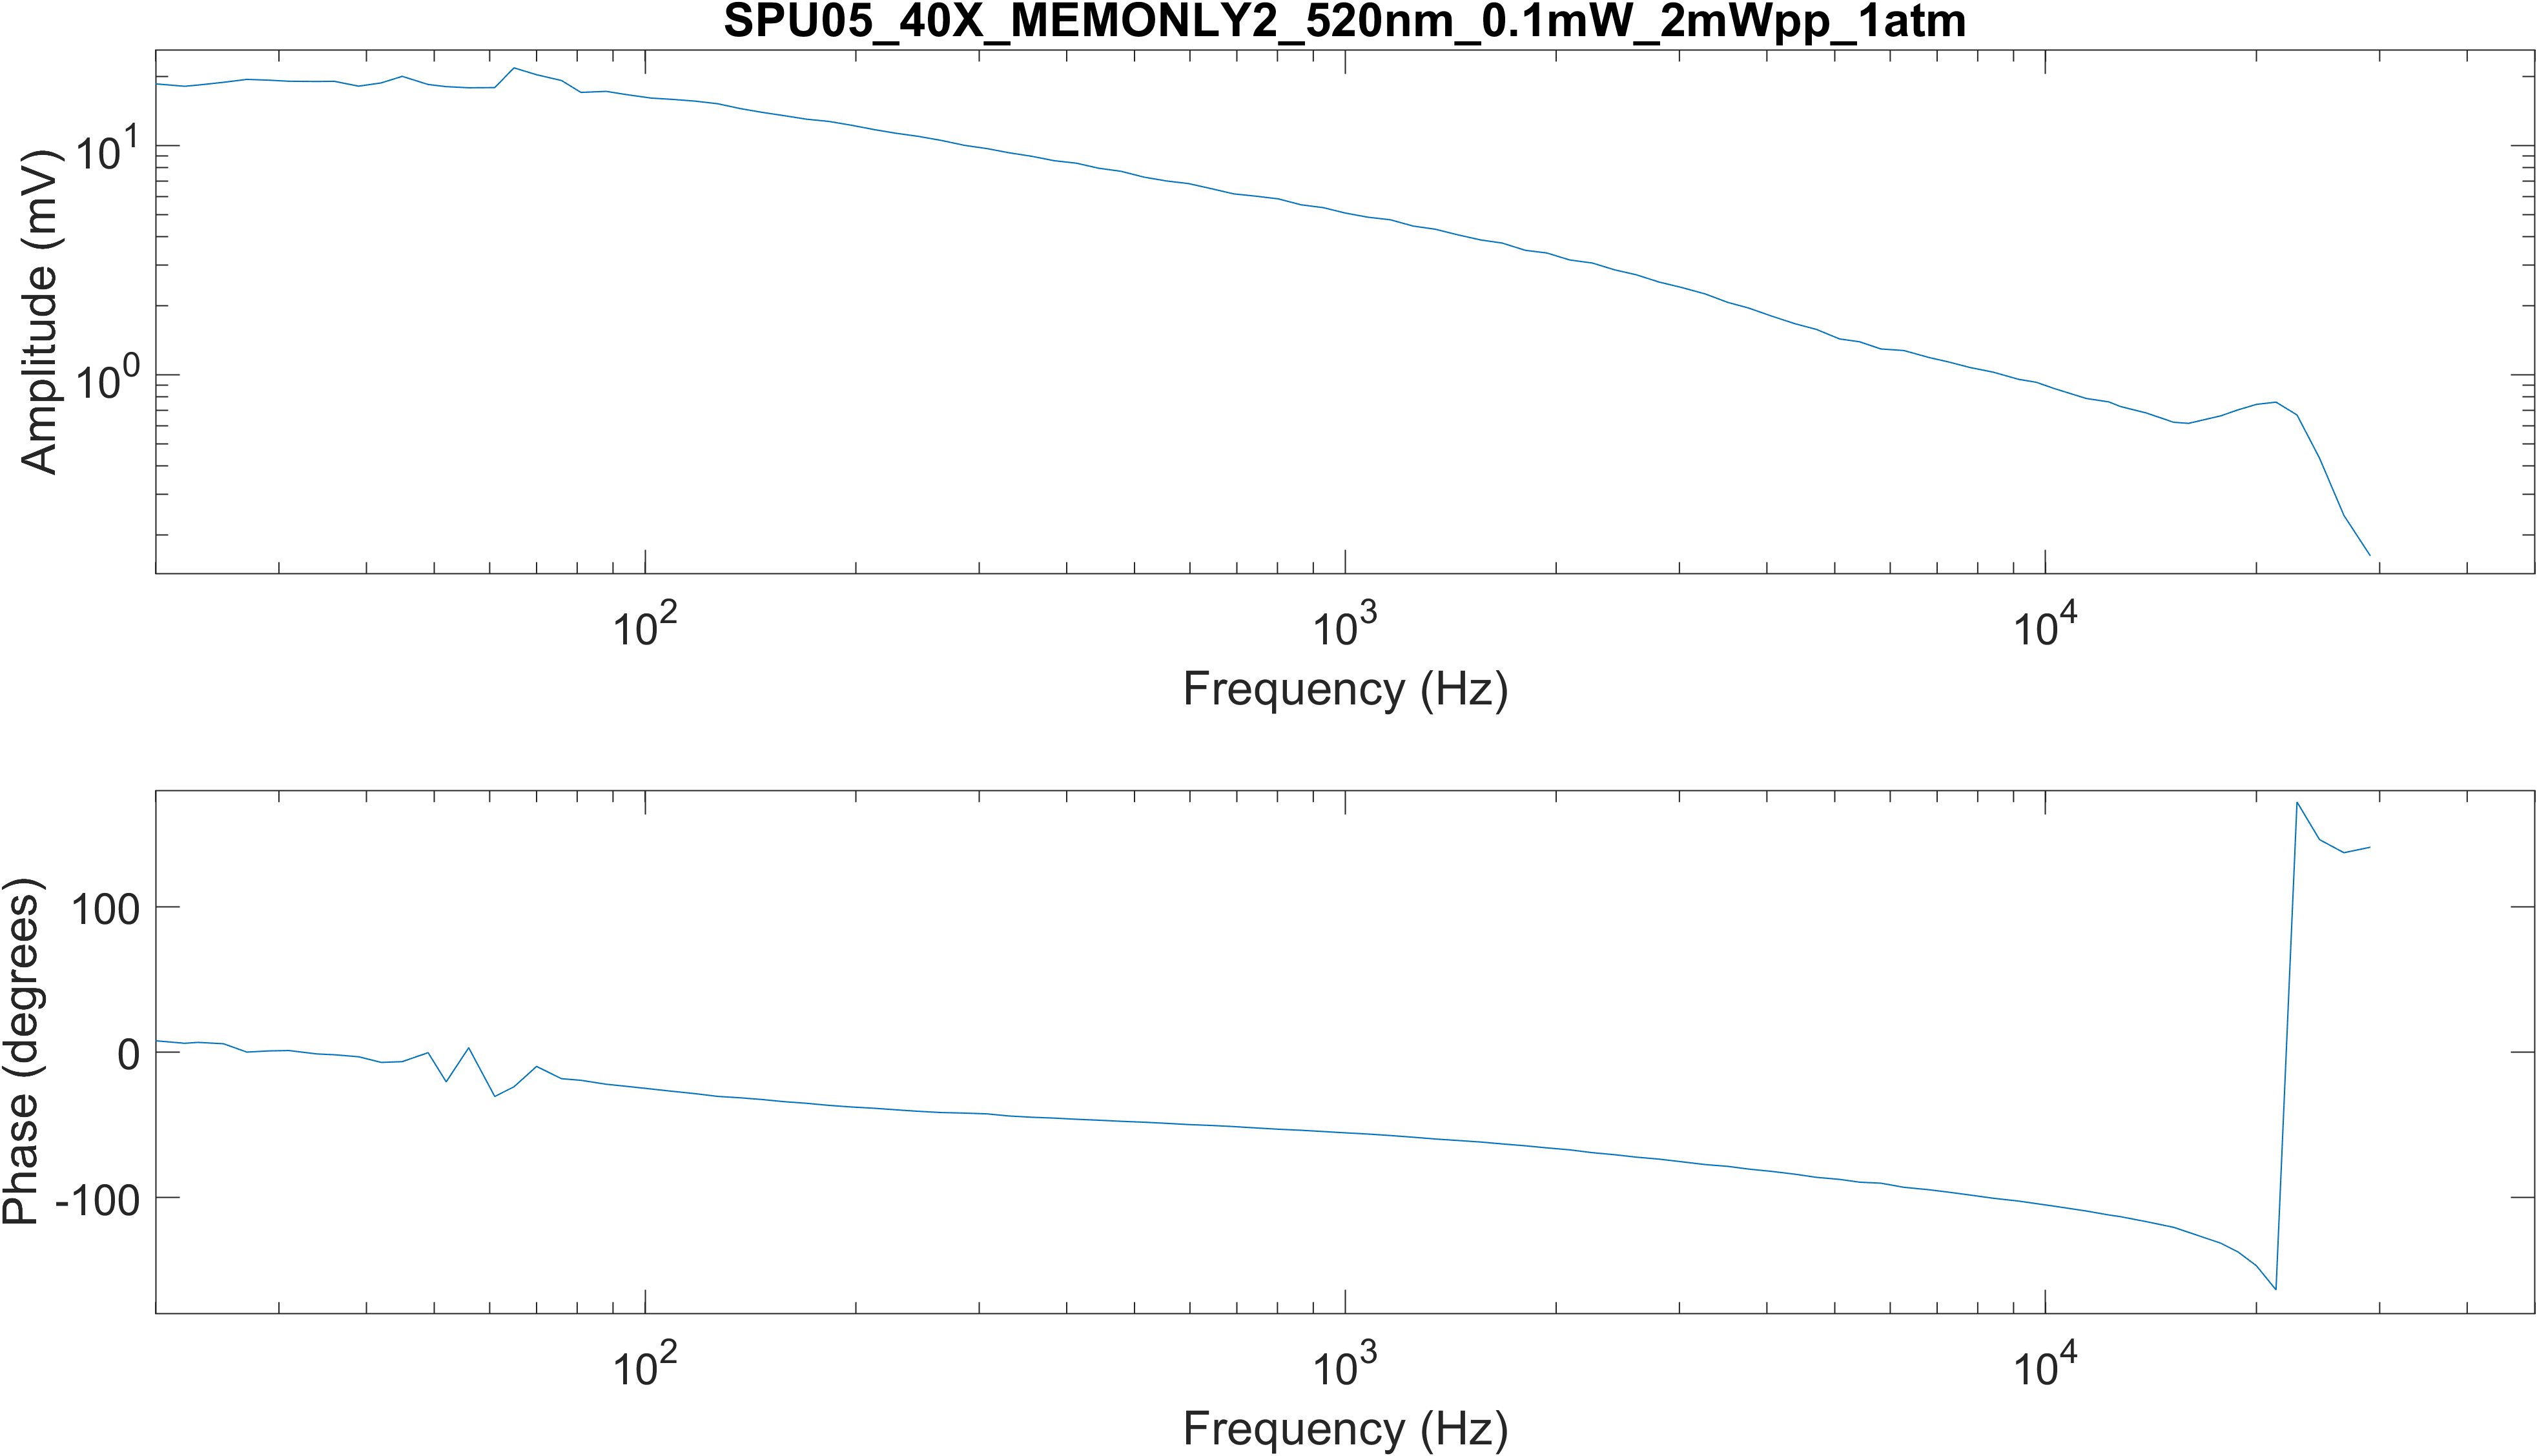 SPU05_40X_MEMONLY2_520nm_0.1mW_2mWpp_1atm
Amplitude (mV)
10^1
10^0
10^2
10^3
10^4
Frequency (Hz)
Phase (degrees)
100
0
-100
10^2
10^3
10^4
Frequency (Hz)